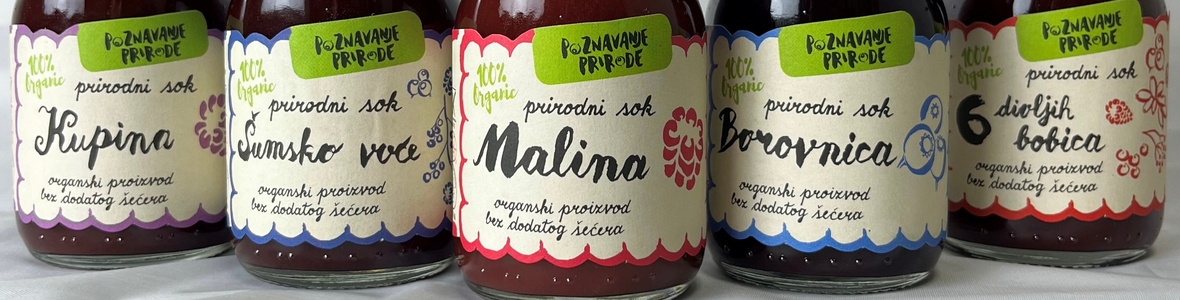 POZNAVANJE
PRIRODE
100%
Organic
prirodni sok
Kupina
organski proizvod
bez dodatog šećera
POZNAVANJE
PRIRODE
100%
Organic
prirodni sok
Šumsko voće
organski proizvod
bez dodatog šećera
POZNAVANJE
PRIRODE
100%
Organic
prirodni sok
Malina
organski proizvod
bez dodatog šećera
POZNAVANJE
PRIRODE
100%
Organic
prirodni sok
Borovnica
organski proizvod
bez dodatog šećera
POZNAVANJE
PRIRODE
100%
Organic
prirodni sok
6 divljih
bobica
organski proizvod
bez dodatog šećera